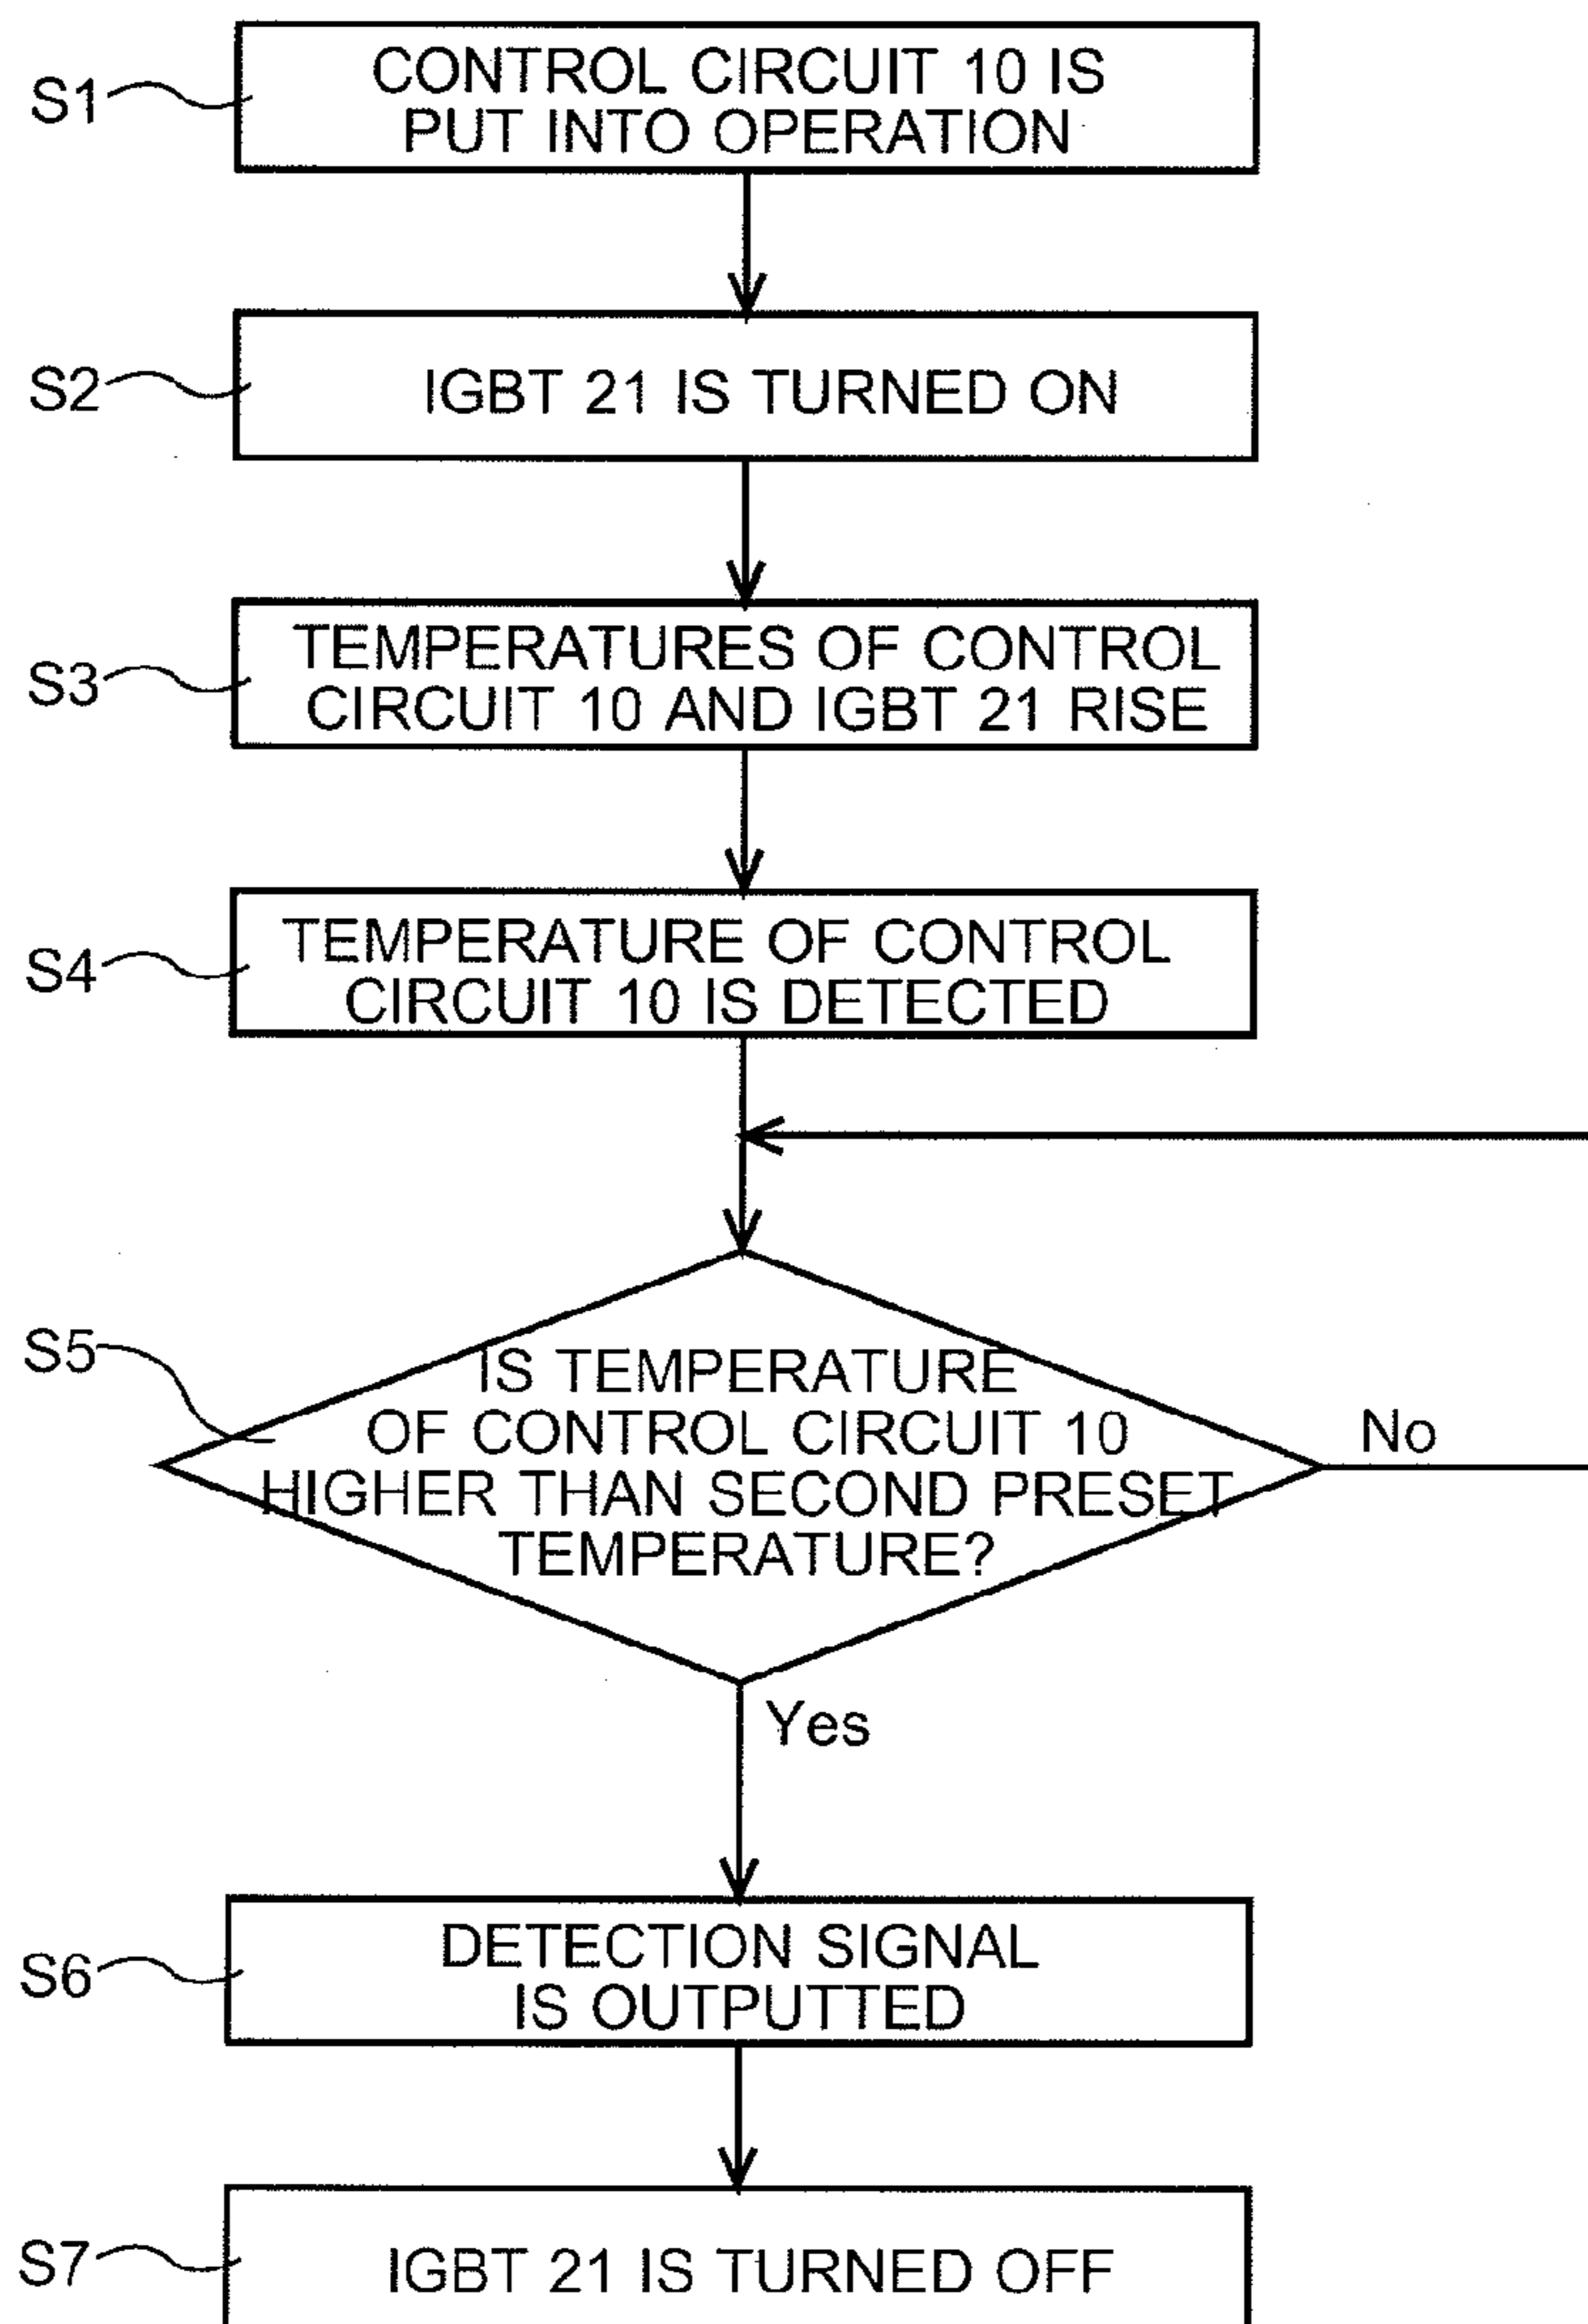 S1
CONTROL CIRCUIT 10 IS
PUT INTO OPERATION
S2
IGBT 21 IS TURNED ON
S3
TEMPERATURES OF CONTROL
CIRCUIT 10 AND IGBT 21 RISE
S4
TEMPERATURE OF CONTROL
CIRCUIT 10 IS DETECTED
S5
IS TEMPERATURE
OF CONTROL CIRCUIT 10
HIGHER THAN SECOND PRESET
TEMPERATURE?
No
Yes
S6
DETECTION SIGNAL
IS OUTPUTTED
S7
IGBT 21 IS TURNED OFF